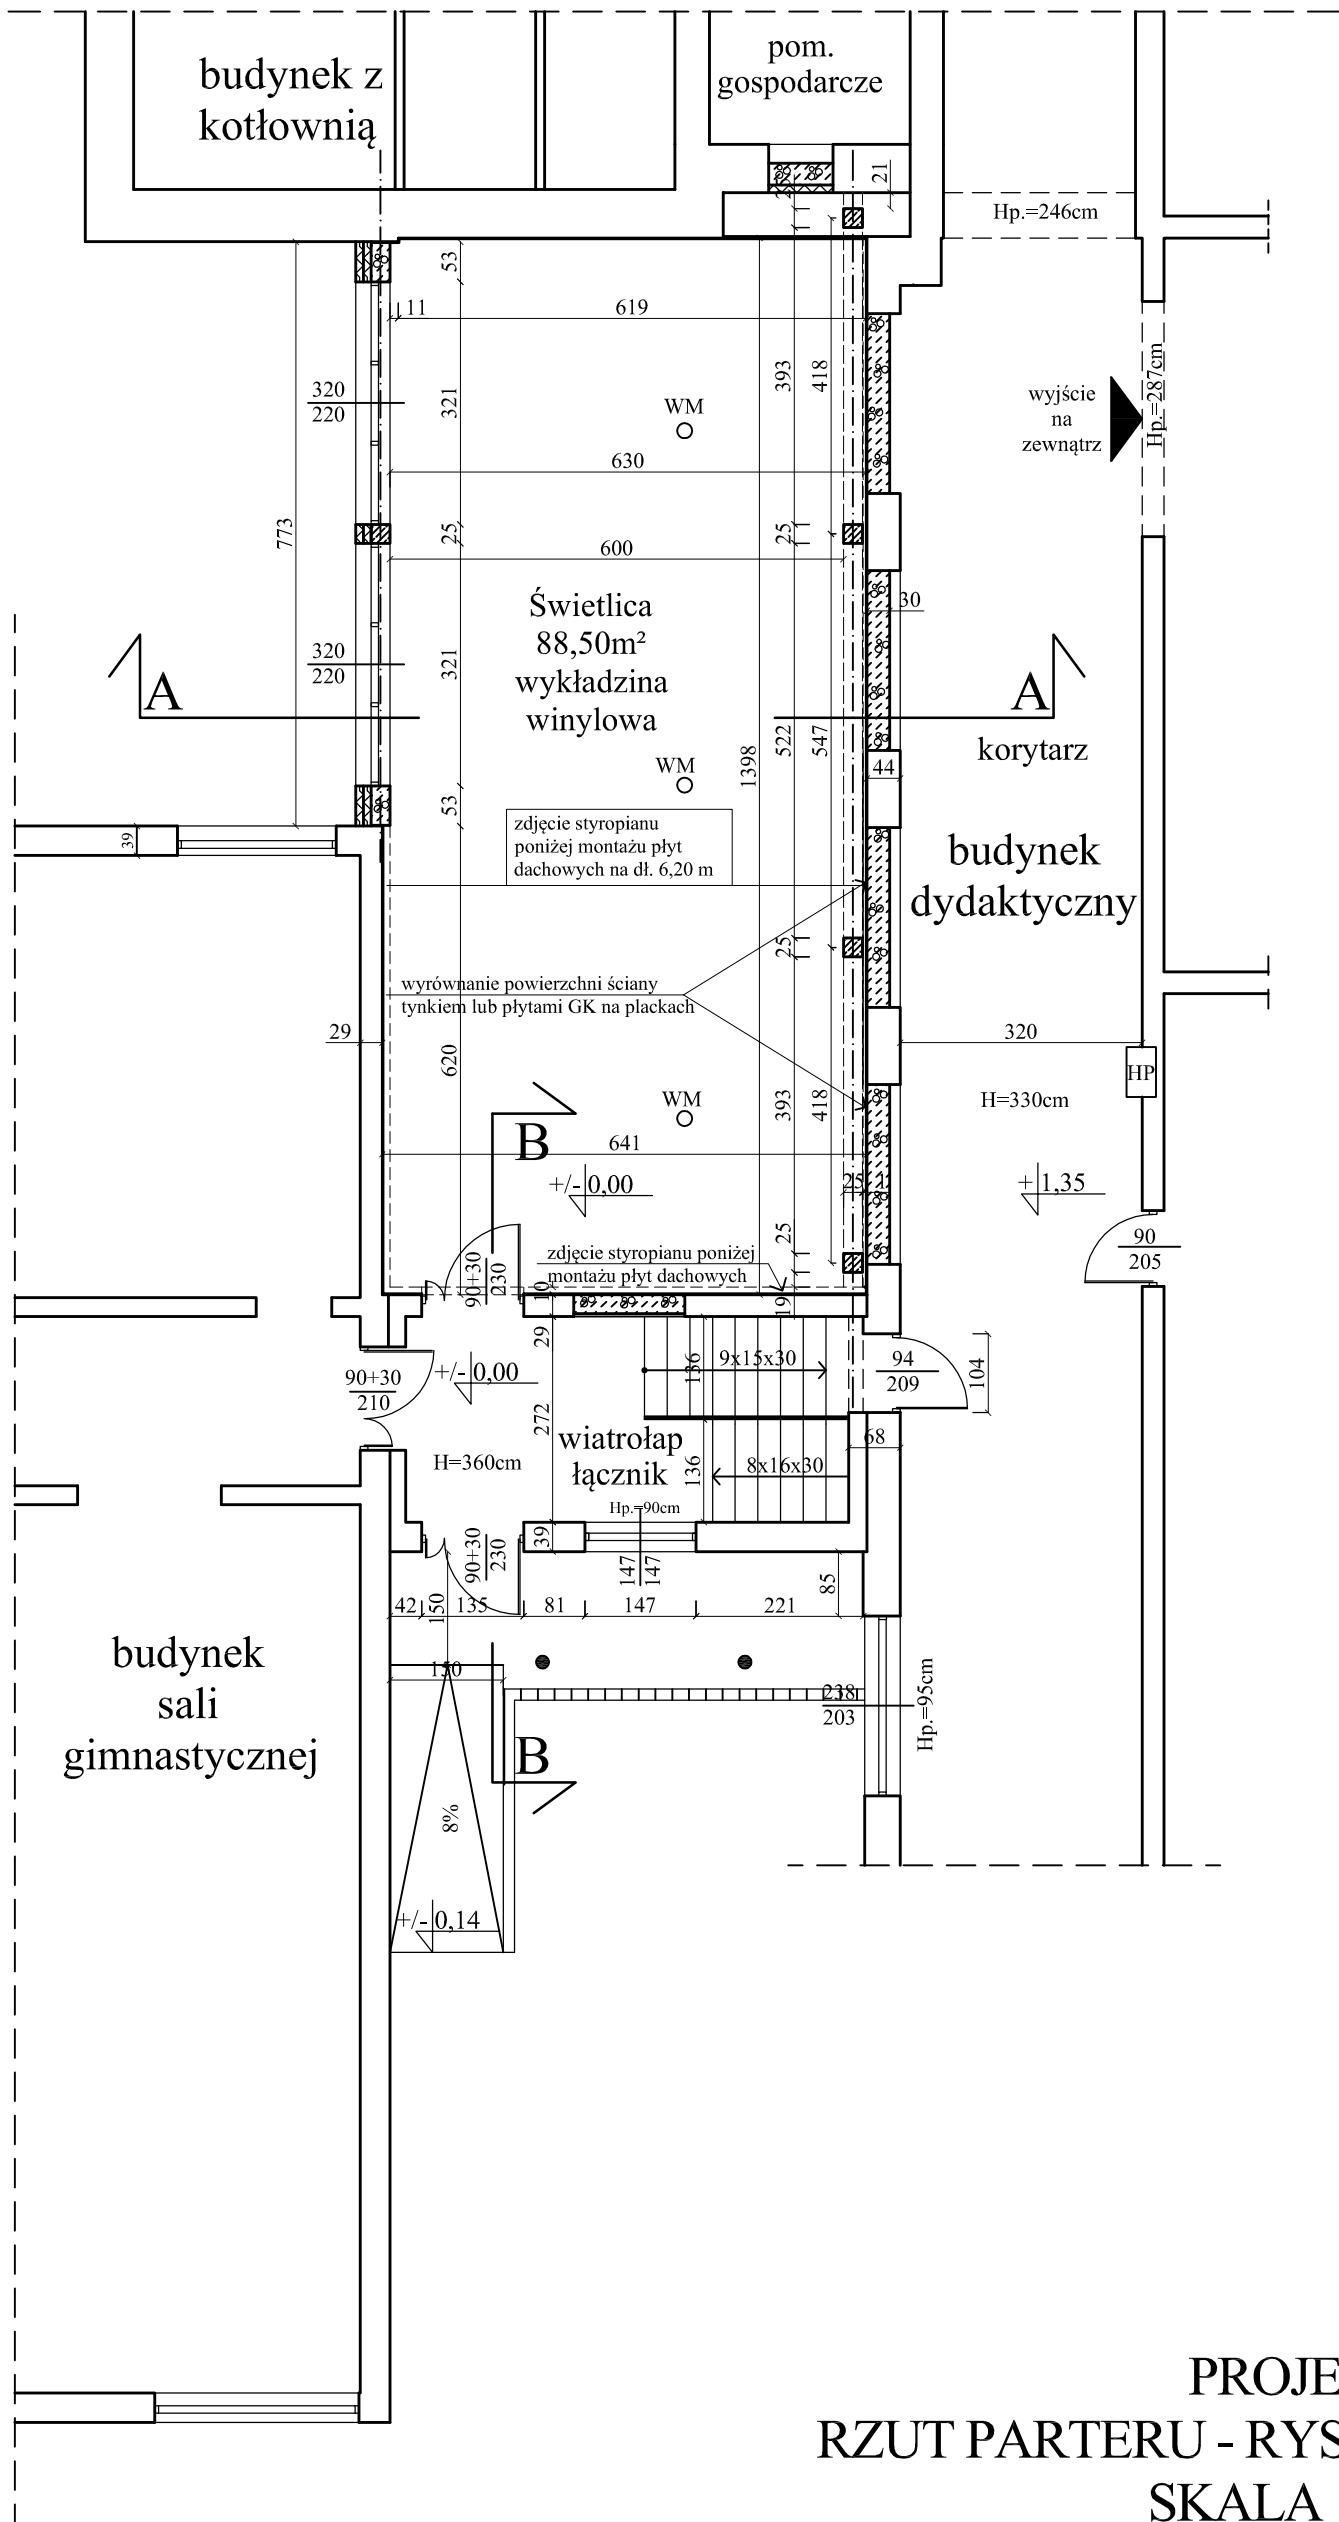 budynek z
kotłownią
pom.
gospodarcze
21
Hp.=246cm
53
11
619
320
220
321
393
418
WM
wyjście
na
zewnątrz
Hp.=287cm
630
773
25
25
600
Świetlica
88,50m²
wykładzina
winylowa
30
320
220
321
A
A
522
547
1398
korytarz
WM
44
53
39
zdjęcie styropianu
poniżej montażu płyt
dachowych na dł. 6,20 m
budynek
dydaktyczny
25
wyrównanie powierzchni ściany
tynkiem lub płytami GK na plackach
29
620
320
HP
WM
393
418
H=330cm
B
641
+/- 0,00
25
1
+ 1,35
25
90
205
zdjęcie styropianu poniżej
montażu płyt dachowych
90+30
230
10
19
29
136
9x15x30
94
209
104
90+30
210
+/- 0,00
272
wiatrołap
łącznik
68
H=360cm
136
8x16x30
Hp.=90cm
39
90+30
230
147
147
85
42
135
150
81
147
221
budynek
sali
gimnastycznej
150
238
203
Hp.=95cm
B
8%
+/- 0,14
PROJE
RZUT PARTERU - RYS
SKALA